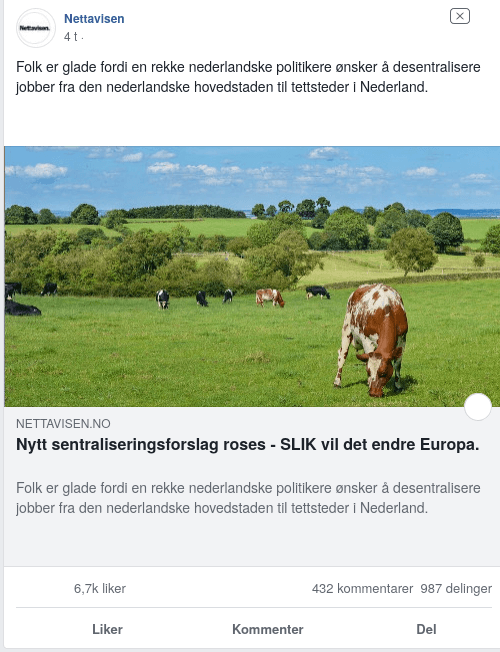 Nettavisen.
Nettavisen
4 t ·
Folk er glade fordi en rekke nederlandske politikere ønsker å desentralisere
jobber fra den nederlandske hovedstaden til tettsteder i Nederland.
NETTAVISEN.NO
Nytt sentraliseringsforslag roses - SLIK vil det endre Europa.
Folk er glade fordi en rekke nederlandske politikere ønsker å desentralisere
jobber fra den nederlandske hovedstaden til tettsteder i Nederland.
6,7k liker 432 kommentarer 987 delinger
Liker Kommenter Del